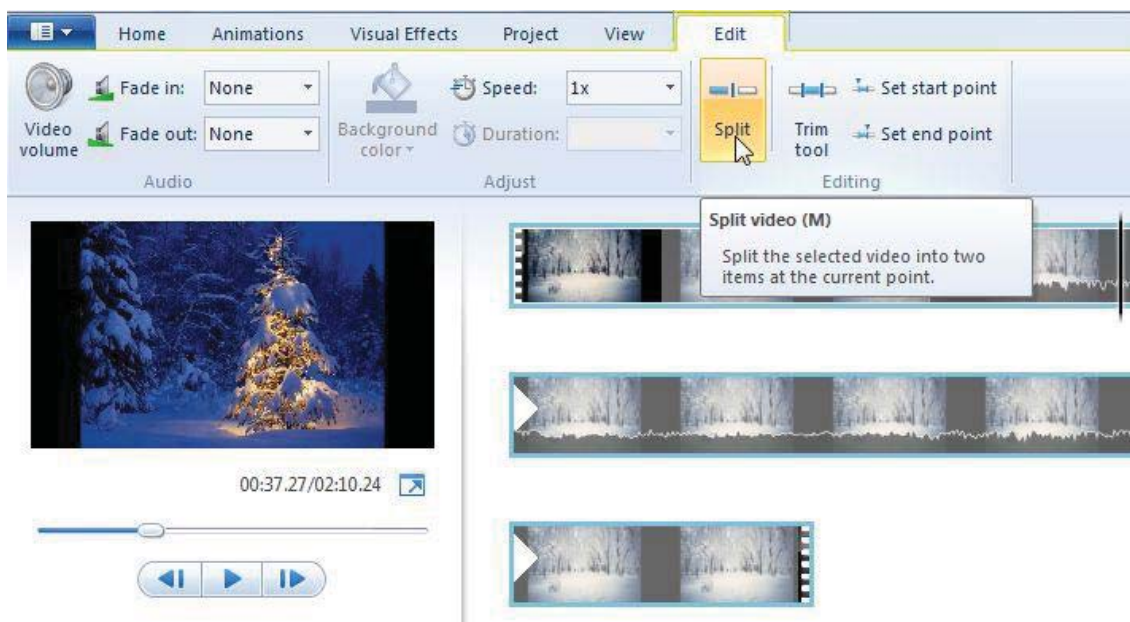 Home Animations Visual Effects Project View Edit
Fade in: None
Speed: 1x
Set start point
Video volume
Fade out: None
Background color
Duration:
Split
Trim tool
Set end point
Audio
Adjust
Editing
Split video (M)
Split the selected video into two
items at the current point.
00:37.27/02:10.24